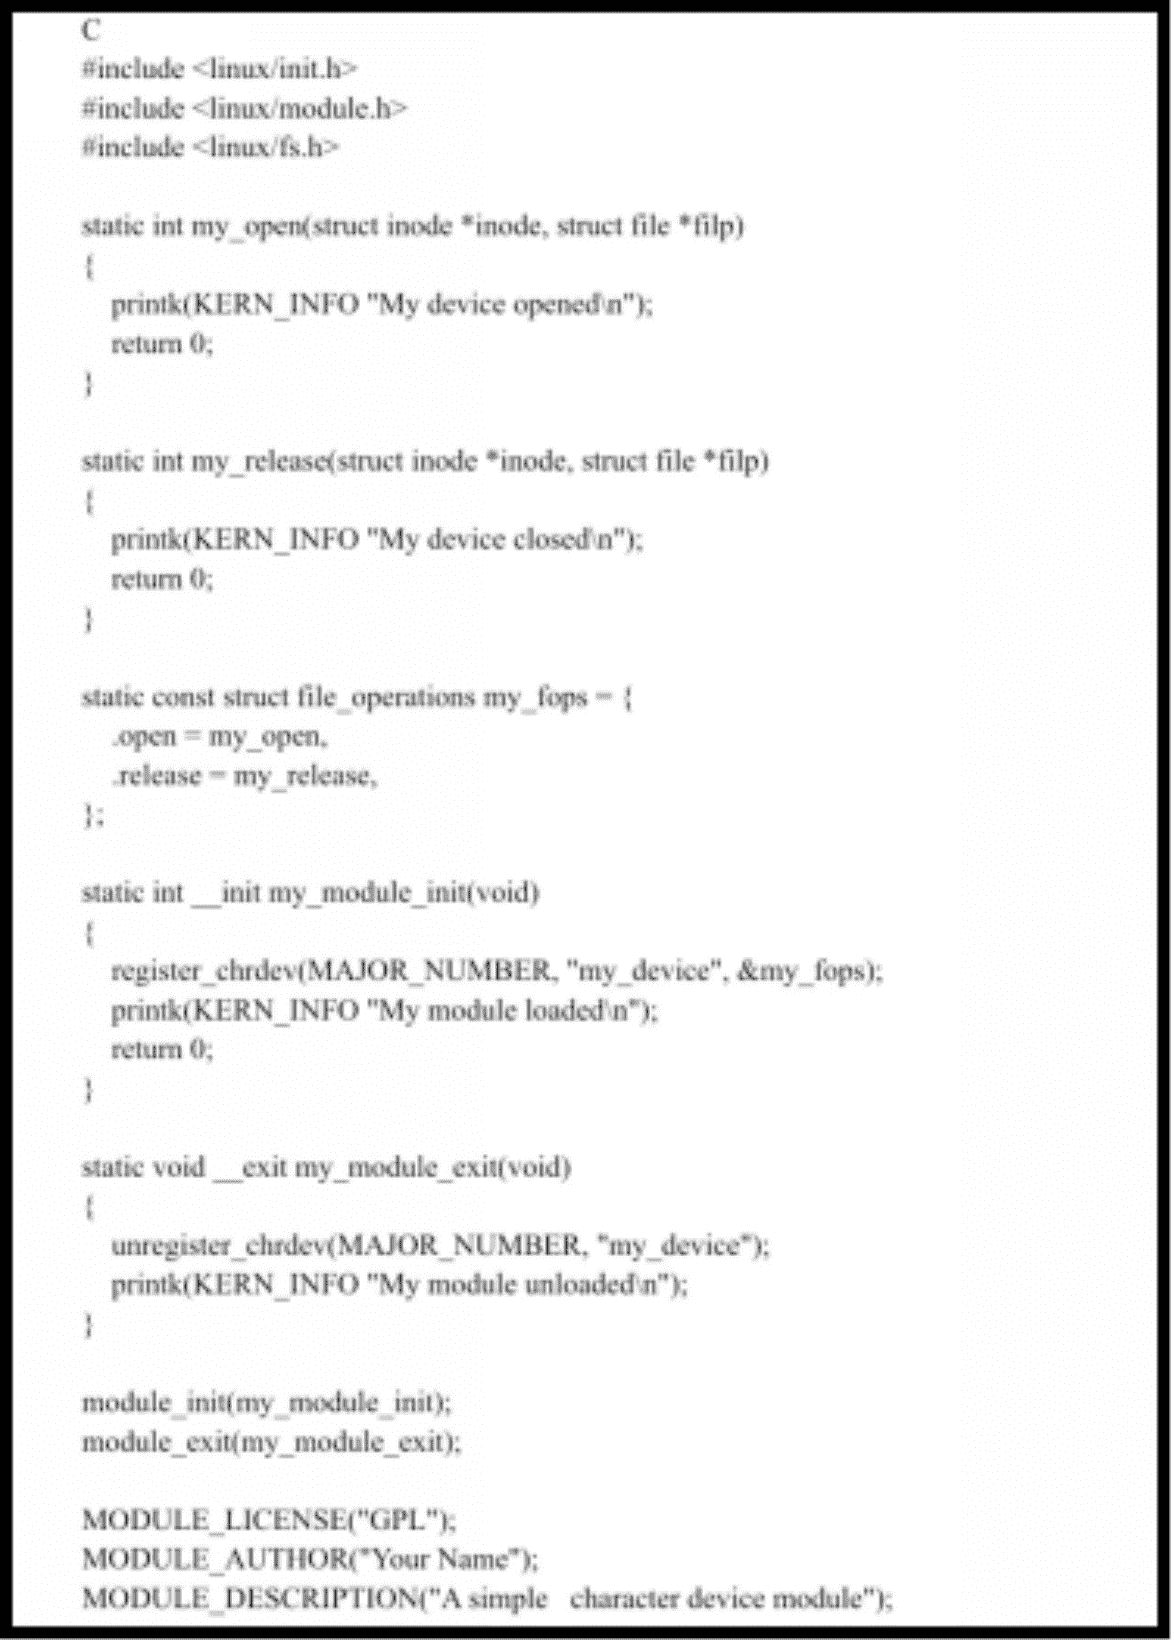 C
#include <linux/init.h>
#include <linux/module.h>
#include <linux/fs.h>
static int my_open(struct inode *inode, struct file *filp)
{
printk(KERN_INFO "My device opened\n");
return 0;
}
static int my_release(struct inode *inode, struct file *filp)
{
printk(KERN_INFO "My device closed\n");
return 0;
}
static const struct file_operations my_fops = {
.open = my_open,
.release = my_release,
};
static int __init my_module_init(void)
{
register_chrdev(MAJOR_NUMBER, "my_device", &my_fops);
printk(KERN_INFO "My module loaded\n");
return 0;
}
static void __exit my_module_exit(void)
{
unregister_chrdev(MAJOR_NUMBER, "my_device");
printk(KERN_INFO "My module unloaded\n");
}
module_init(my_module_init);
module_exit(my_module_exit);
MODULE_LICENSE("GPL");
MODULE_AUTHOR("Your Name");
MODULE_DESCRIPTION("A simple character device module");